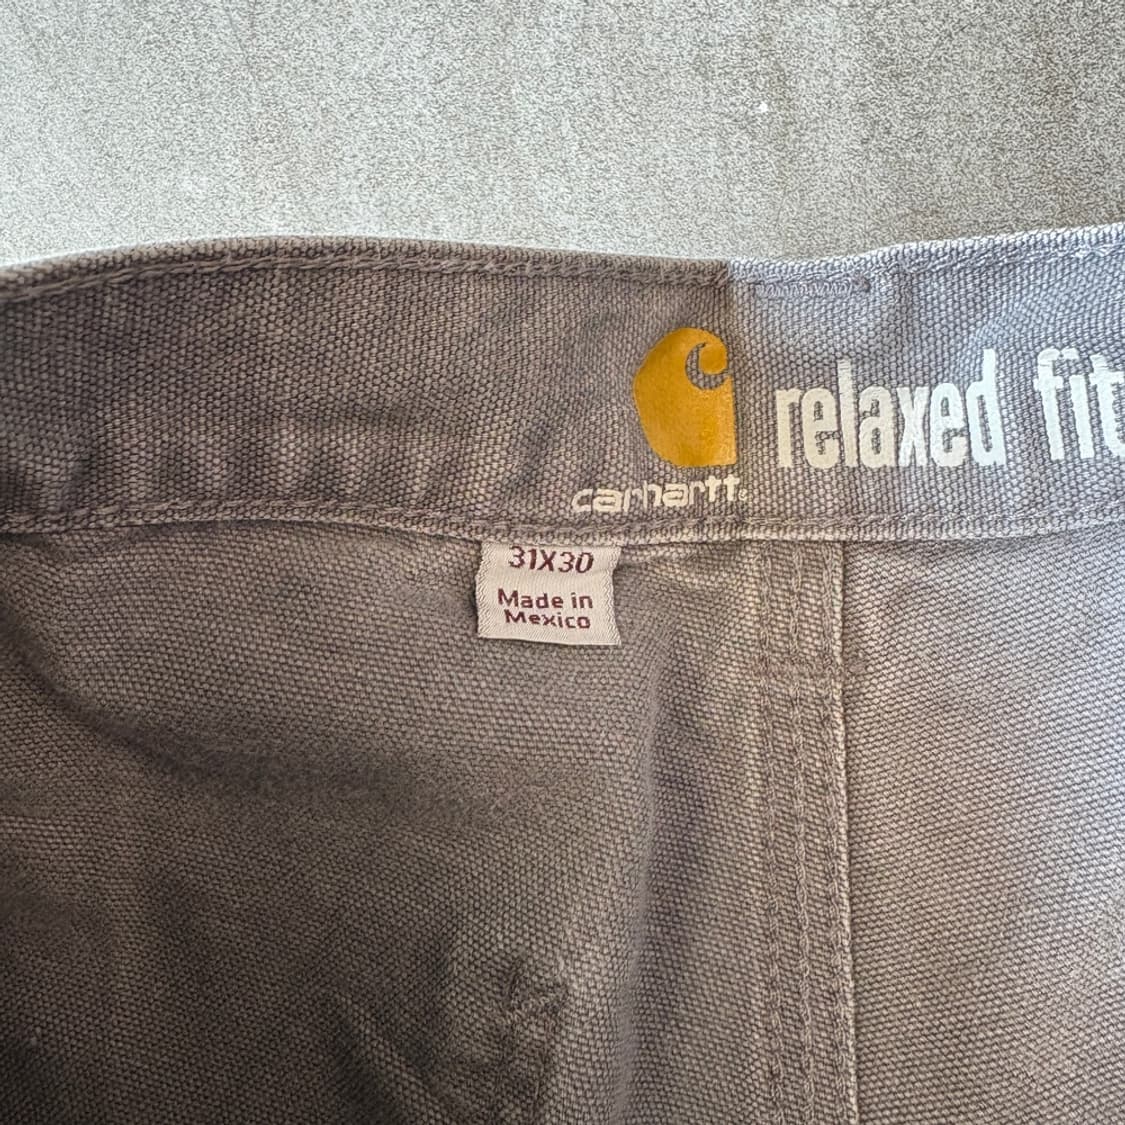 relaxed fit
carhartt
31X30
Made in
Mexico